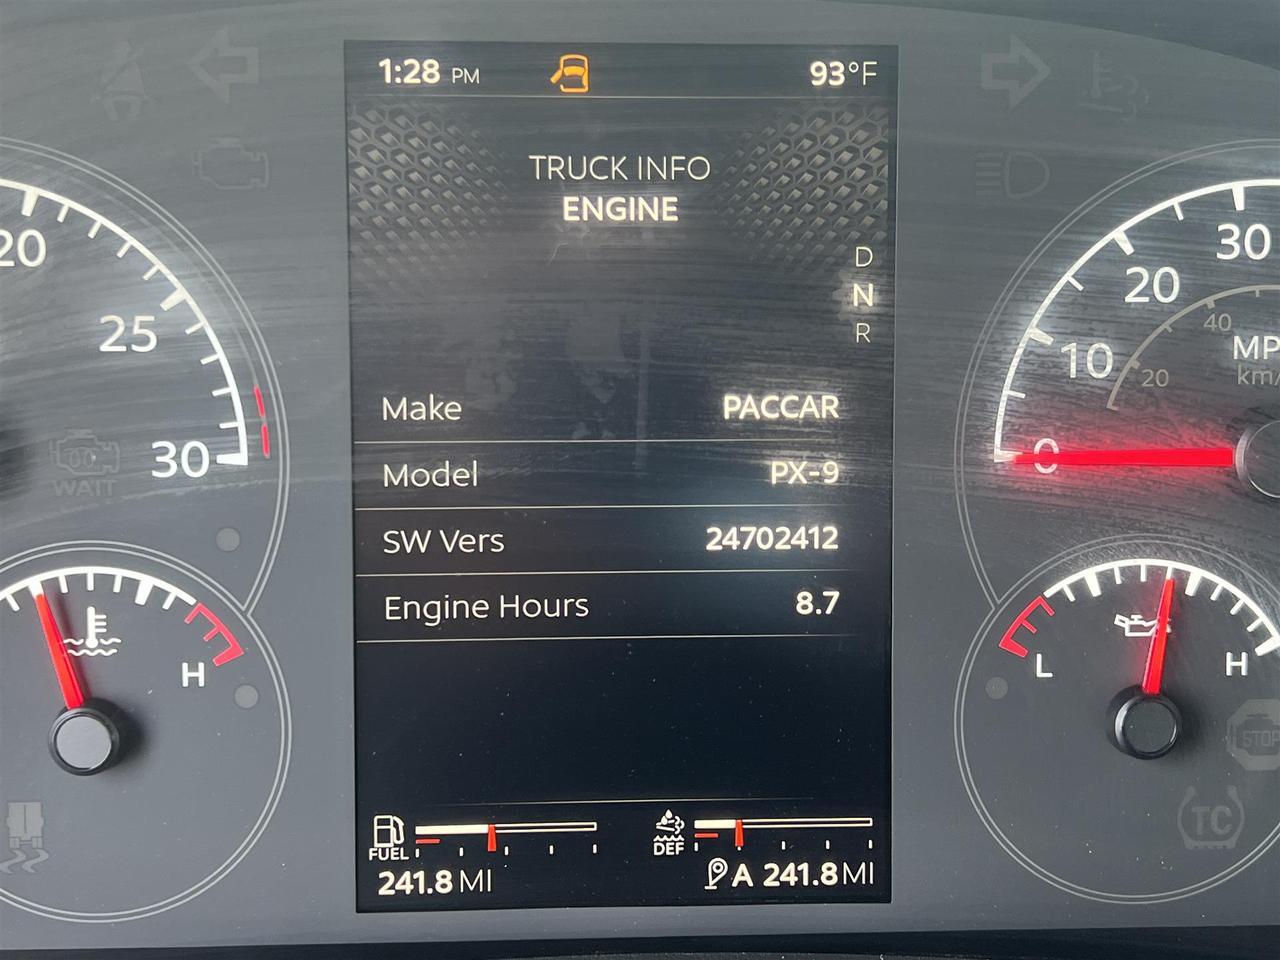 1:28 PM 93°F
TRUCK INFO
ENGINE
D
N
R
Make PACCAR
Model PX-9
SW Vers 24702412
Engine Hours 8.7
FUEL DEF
241.8 MI A 241.8 MI
20
25
30
WAIT
H
10
20
30
0
20
40
MP
km/
L
H
STOP
TC